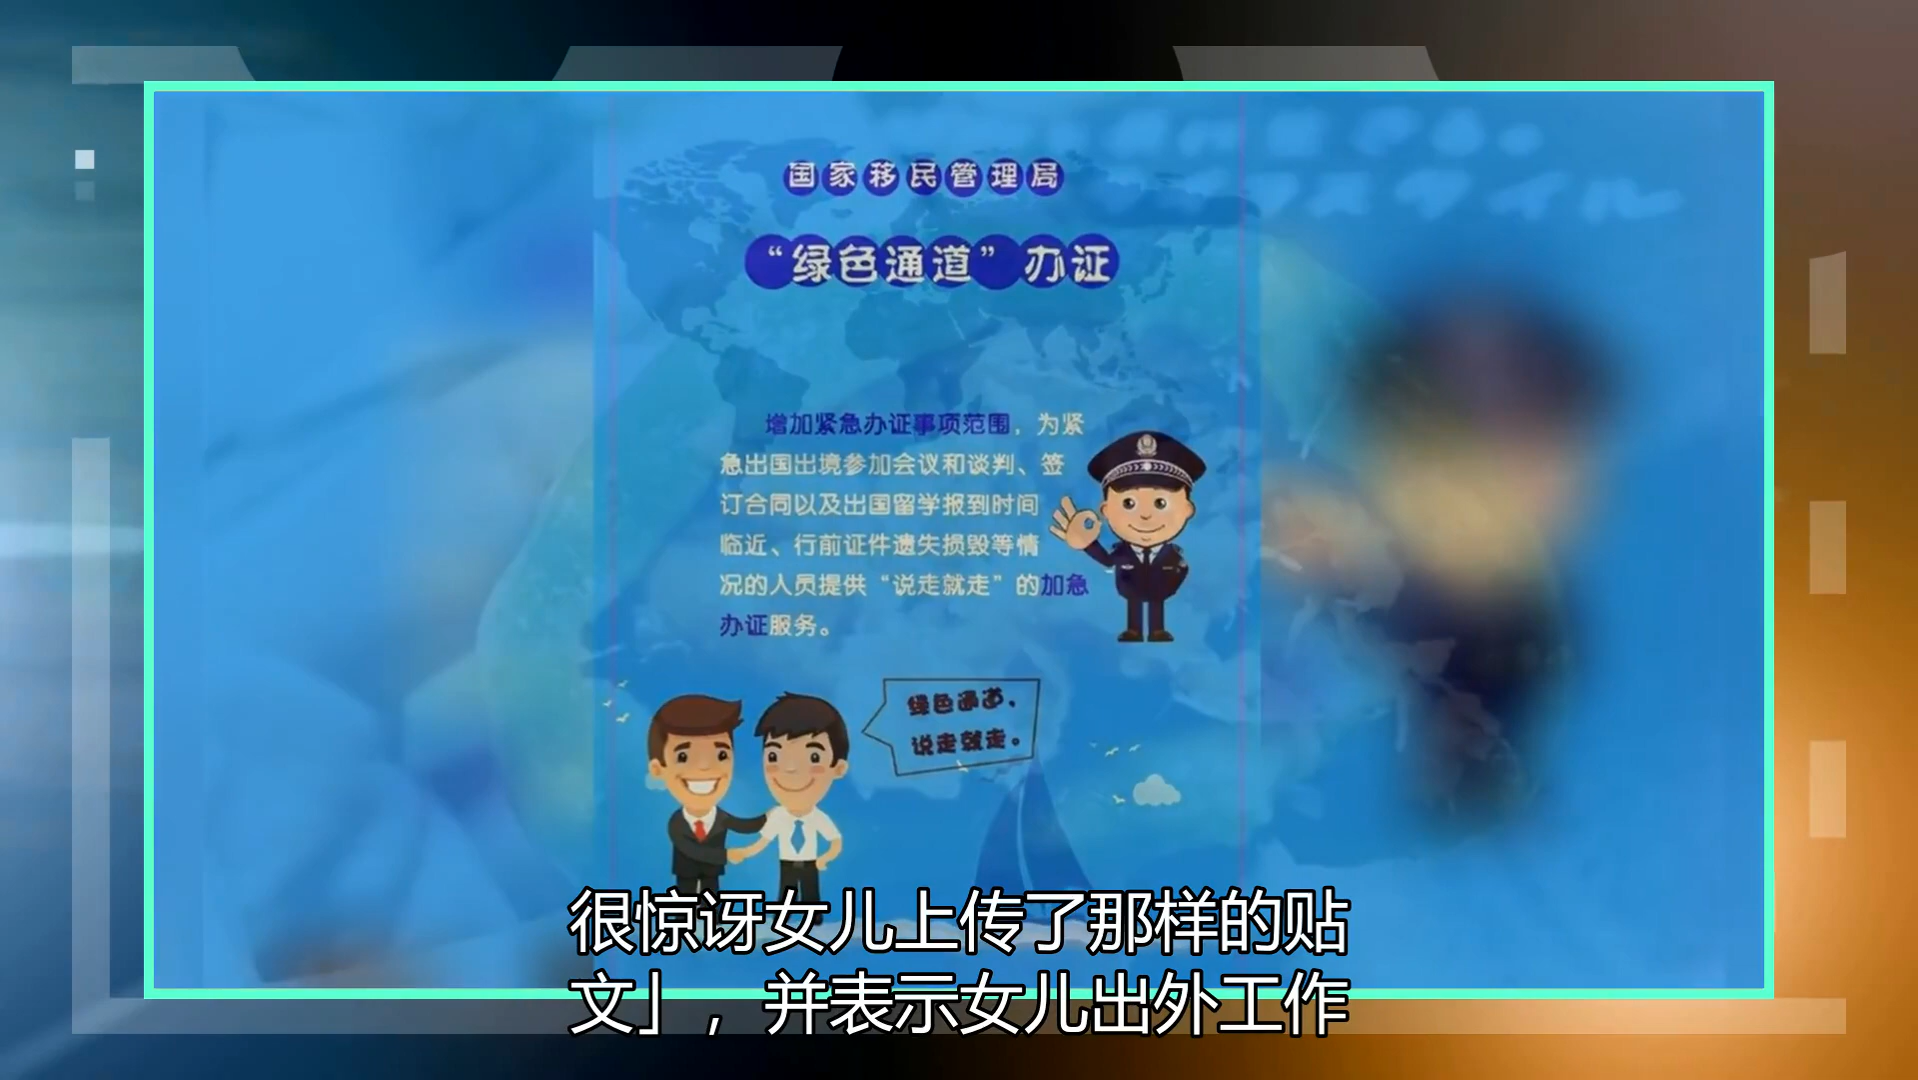 国家移民管理局
“绿色通道”办证
增加紧急办证事项范围，为紧
急出国出境参加会议和谈判、签
订合同以及出国留学报到时间
临近、行前证件遗失损毁等情
况的人员提供“说走就走”的加急
办证服务。
绿色通道，
说走就走。
很惊讶女儿上传了那样的贴
文」，并表示女儿出外工作